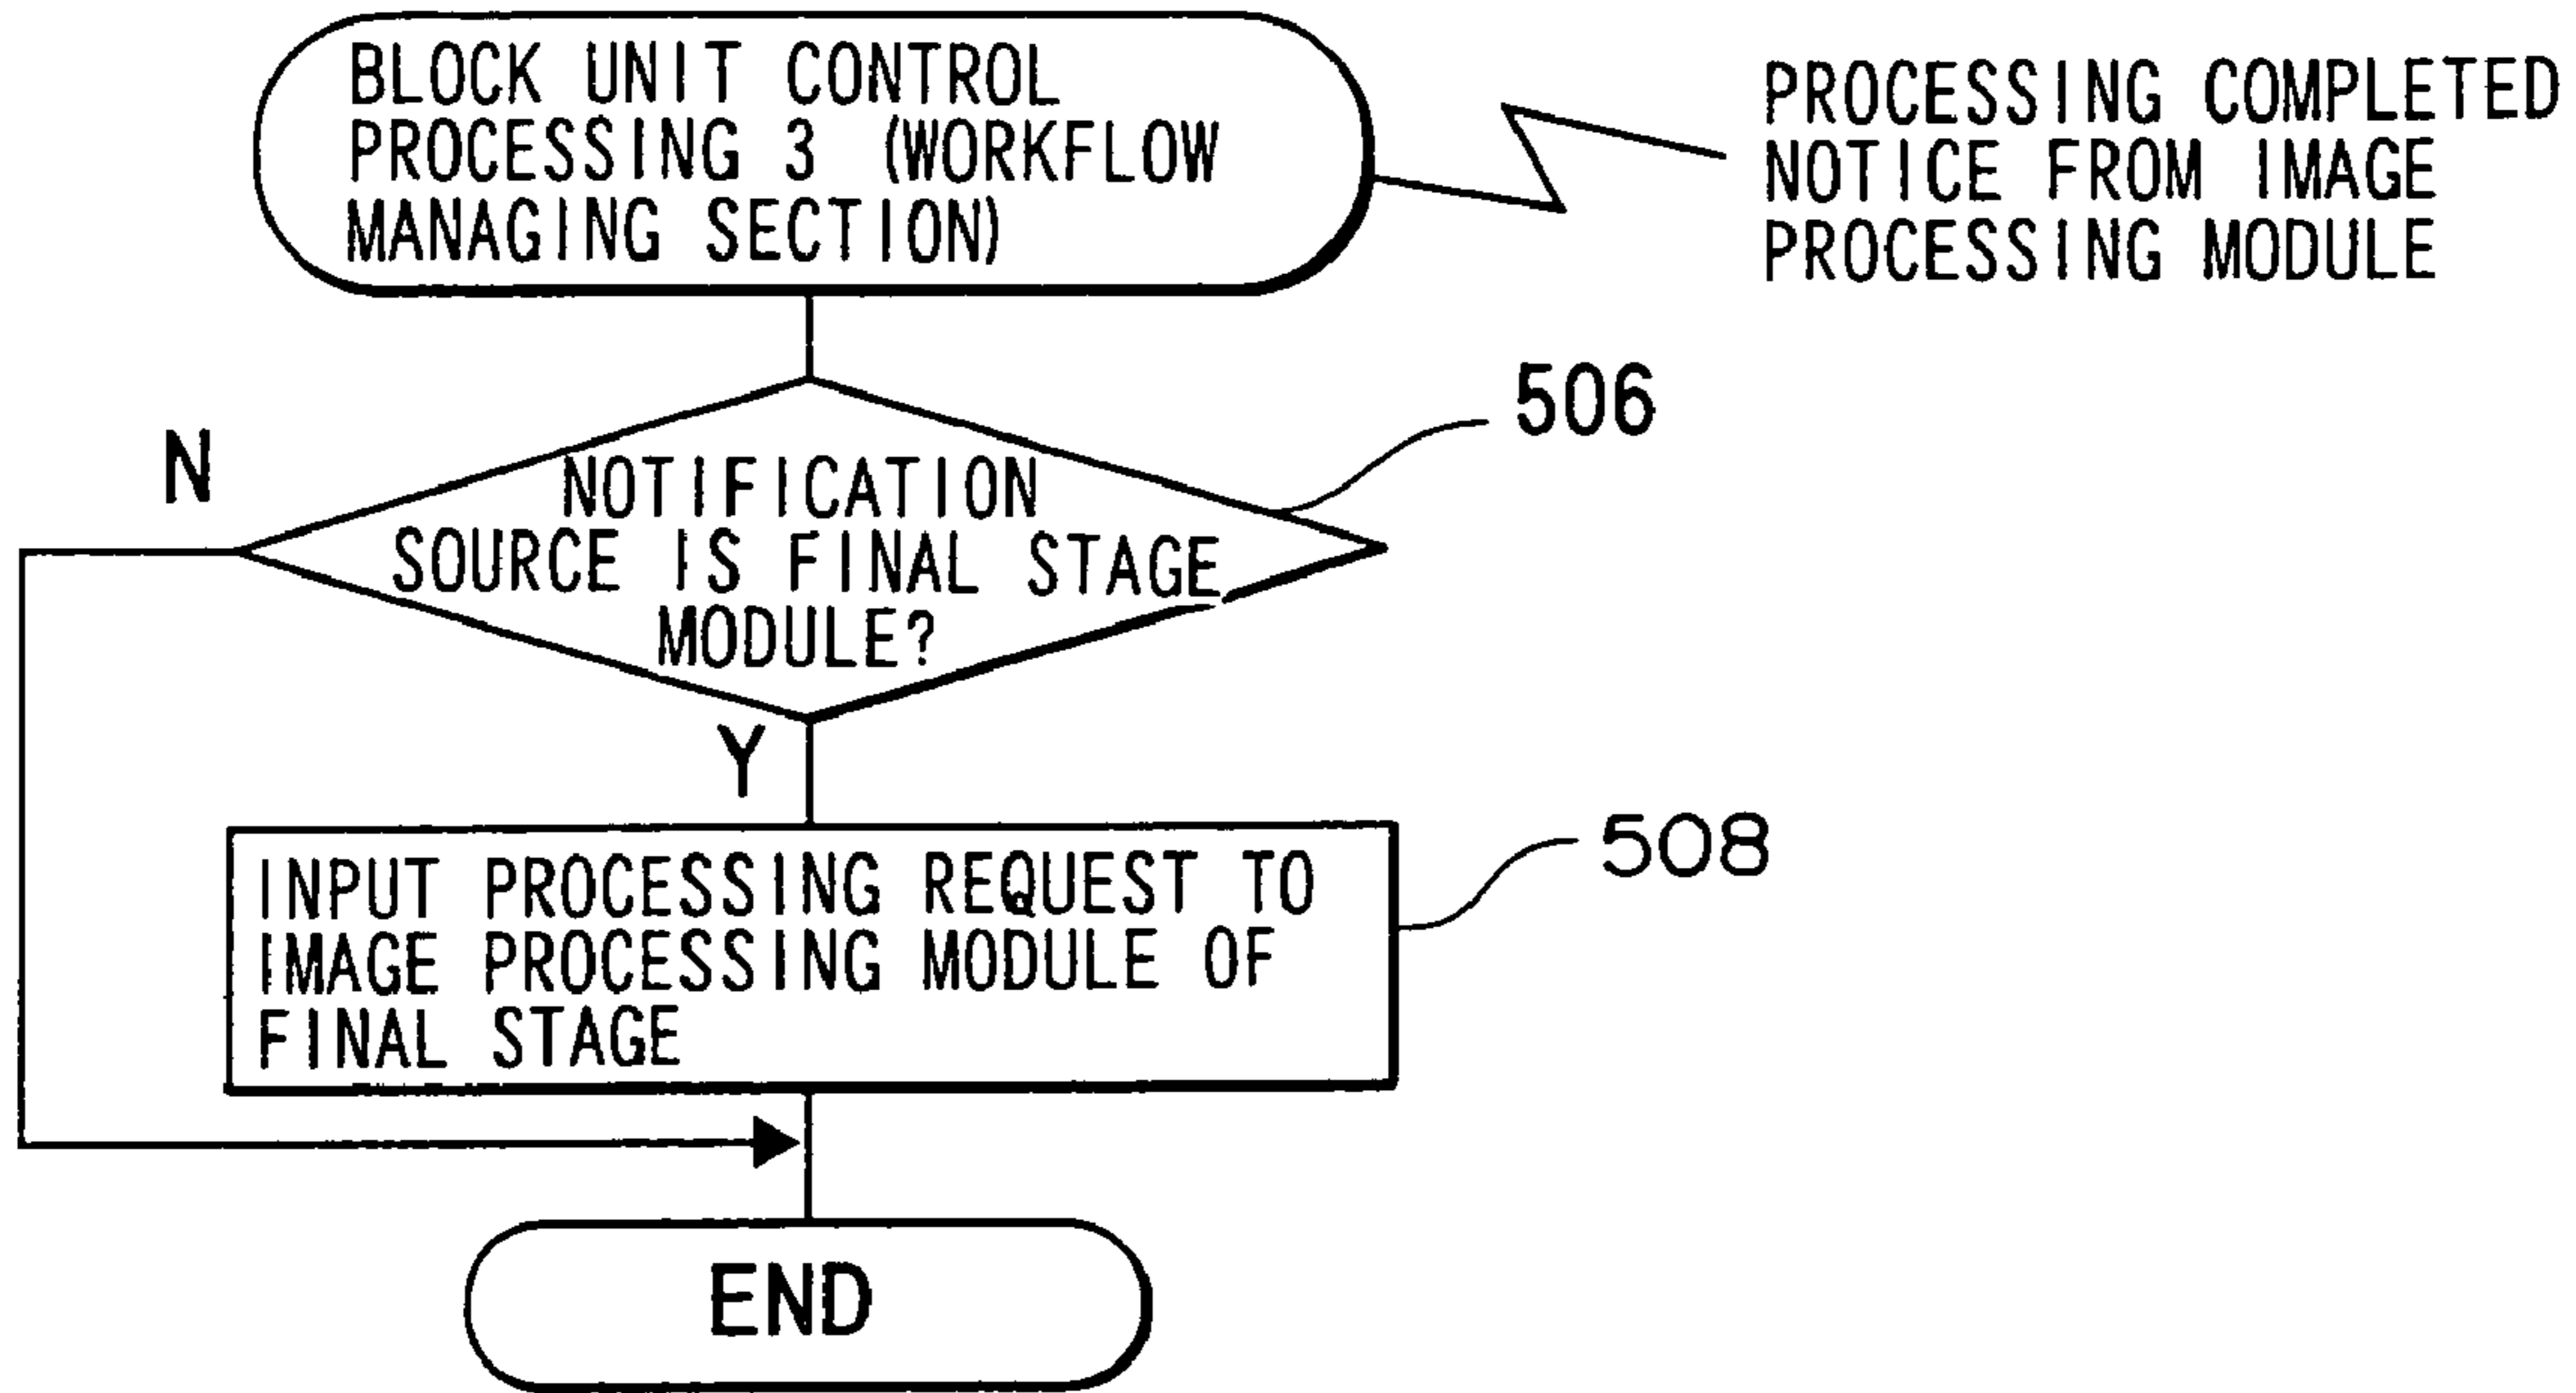 BLOCK UNIT CONTROL
PROCESSING 3 (WORKFLOW
MANAGING SECTION)
PROCESSING COMPLETED
NOTICE FROM IMAGE
PROCESSING MODULE
506
N
NOTIFICATION
SOURCE IS FINAL STAGE
MODULE?
Y
508
INPUT PROCESSING REQUEST TO
IMAGE PROCESSING MODULE OF
FINAL STAGE
END